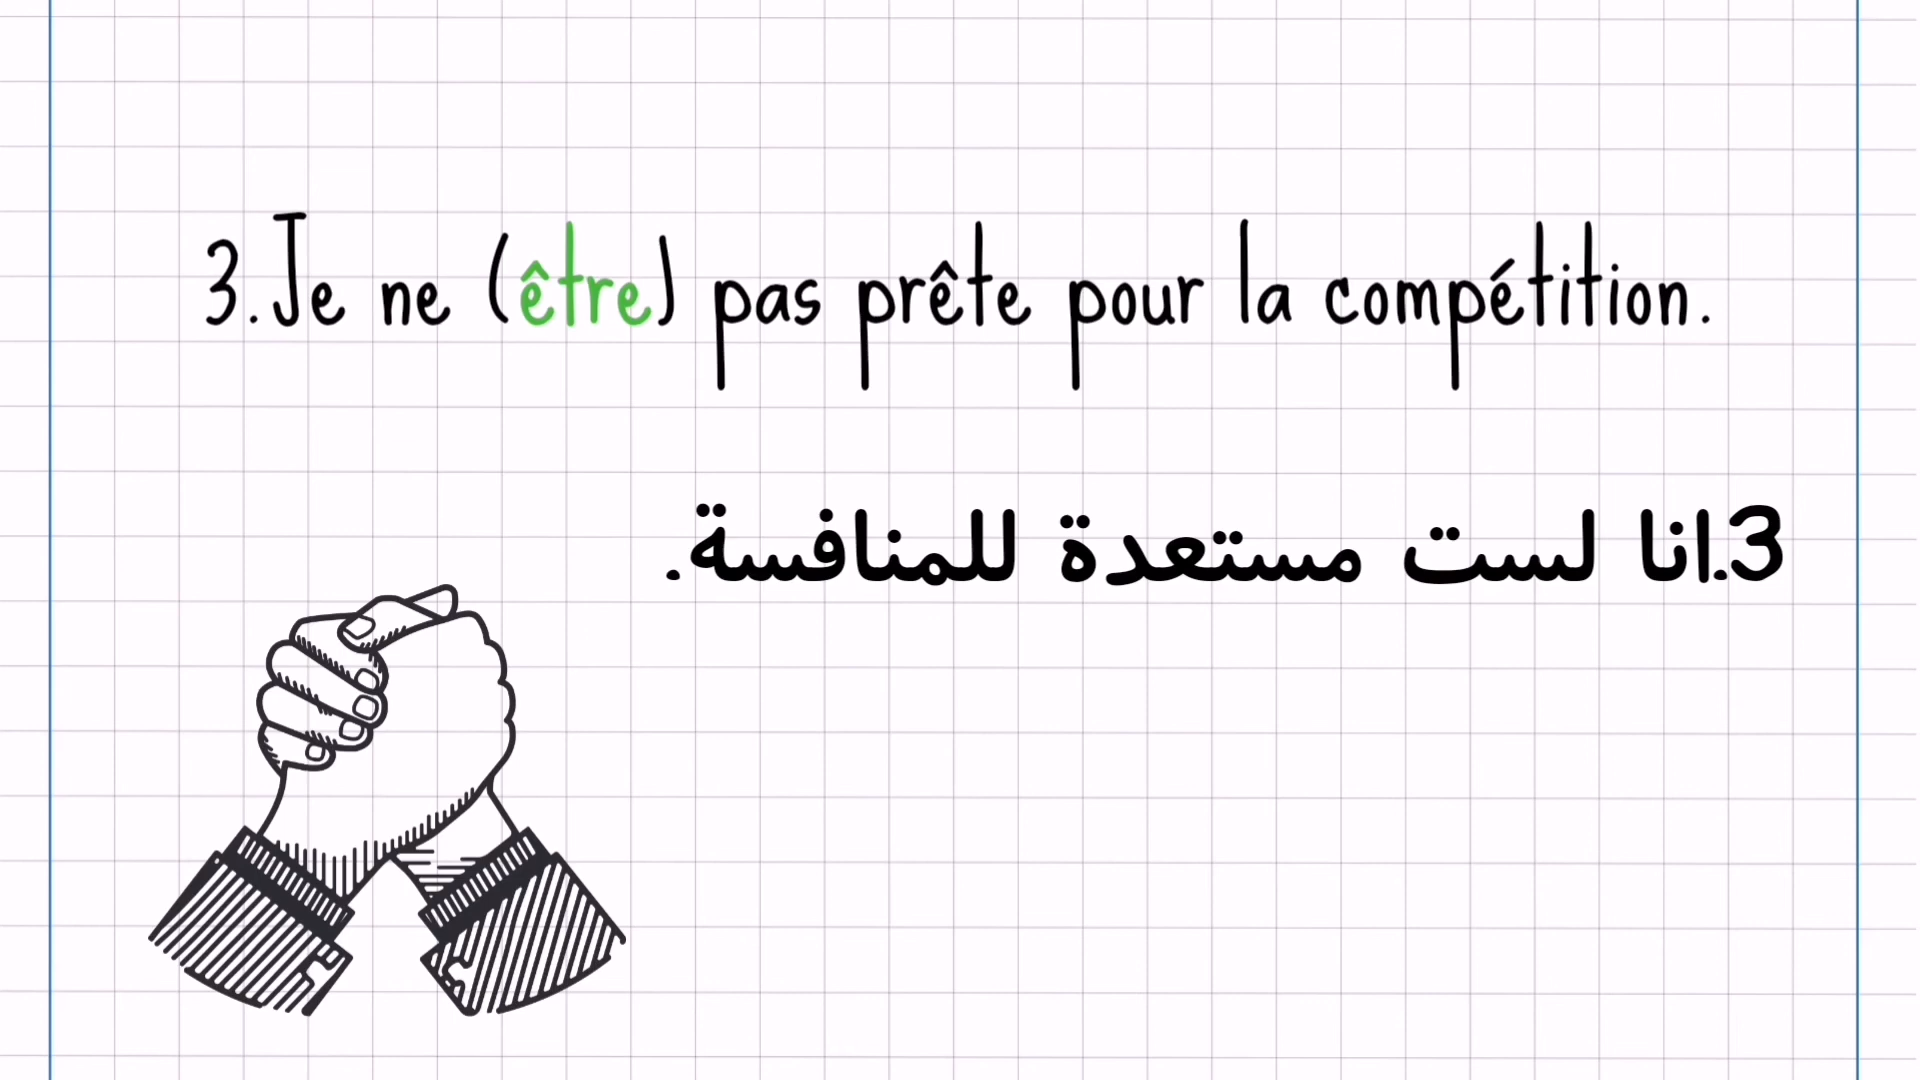 3.Je ne (être) pas prête pour la compétition.
3.انا لست مستعدة للمنافسة.